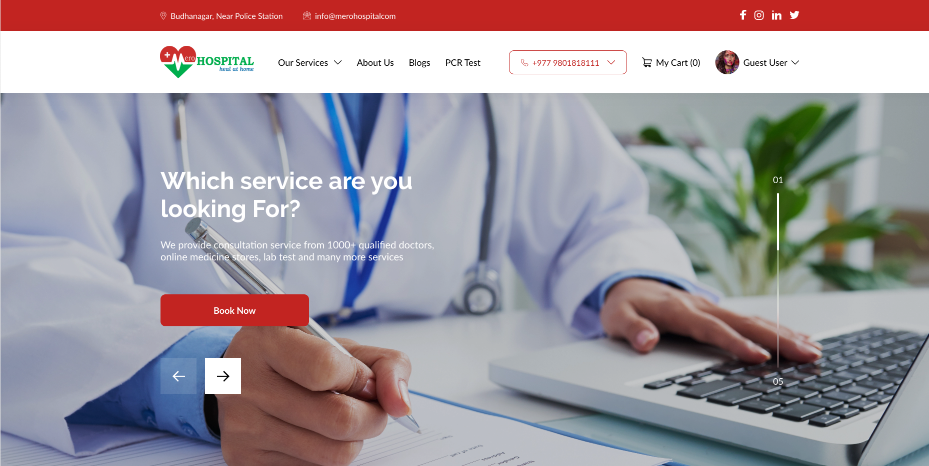 Budhanagar, Near Police Station
info@merohospitalcom
Mero HOSPITAL
heal at home
Our Services
About Us
Blogs
PCR Test
+977 9801818111
My Cart (0)
Guest User
Which service are you
looking For?
We provide consultation service from 1000+ qualified doctors,
online medicine stores, lab test and many more services
Book Now
01
05